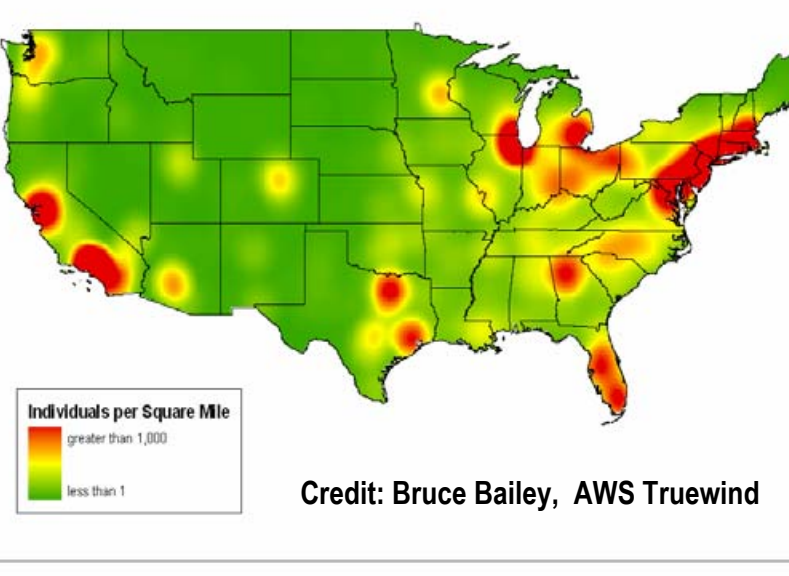 Individuals per Square Mile
greater than 1,000
less than 1
Credit: Bruce Bailey, AWS Truewind